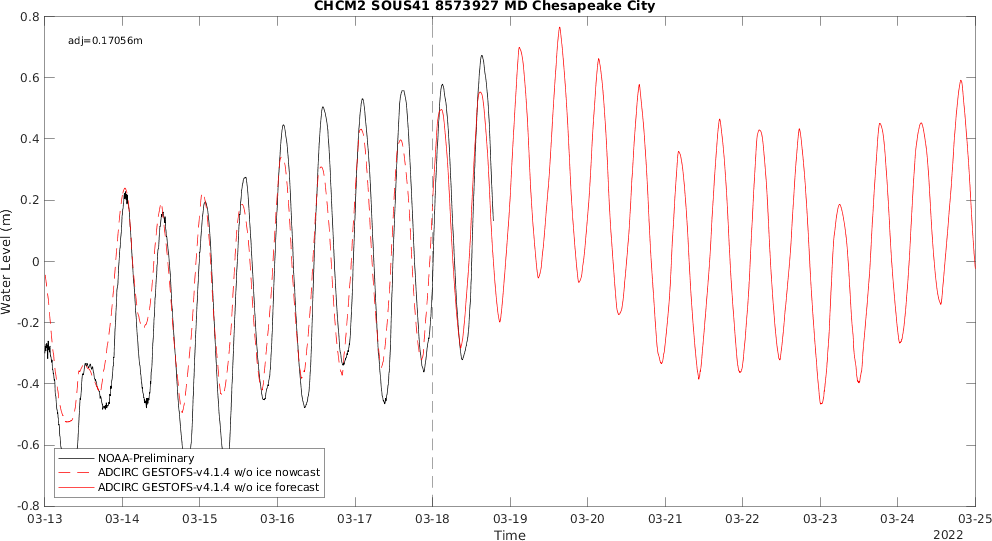 CHCM2 SOUS41 8573927 MD Chesapeake City
adj=0.17056m
0.8
0.6
0.4
0.2
0
-0.2
-0.4
-0.6
-0.8
Water Level (m)
NOAA-Preliminary
ADCIRC GESTOFS-v4.1.4 w/o ice nowcast
ADCIRC GESTOFS-v4.1.4 w/o ice forecast
03-13 03-14 03-15 03-16 03-17 03-18 03-19 03-20 03-21 03-22 03-23 03-24 03-25
Time
2022